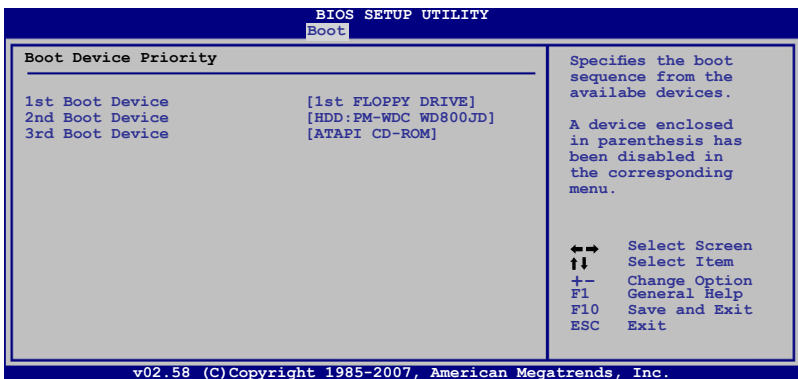 BIOS SETUP UTILITY
Boot
Boot Device Priority
1st Boot Device [1st FLOPPY DRIVE]
2nd Boot Device [HDD:PM-WDC WD800JD]
3rd Boot Device [ATAPI CD-ROM]
Specifies the boot
sequence from the
availabe devices.
A device enclosed
in parenthesis has
been disabled in
the corresponding
menu.
←→ Select Screen
↑↓ Select Item
+- Change Option
F1 General Help
F10 Save and Exit
ESC Exit
v02.58 (C)Copyright 1985-2007, American Megatrends, Inc.